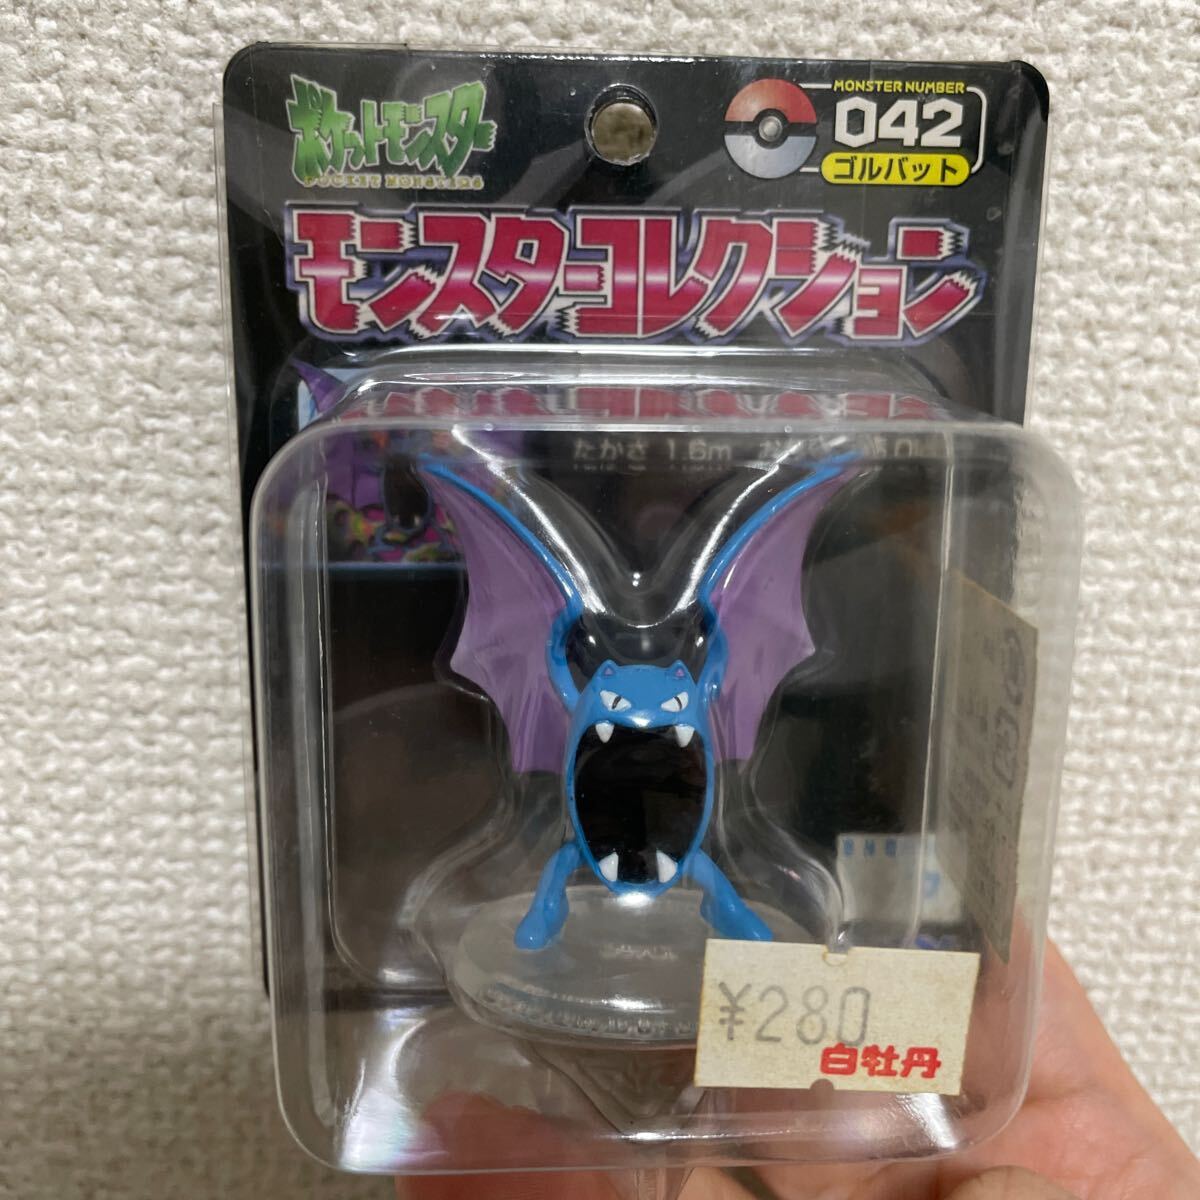 ポケットモンスター
POCKET MONSTERS
MONSTER NUMBER
042
ゴルバット
モンスターコレクション
たかさ 1.6m
¥280
白牡丹